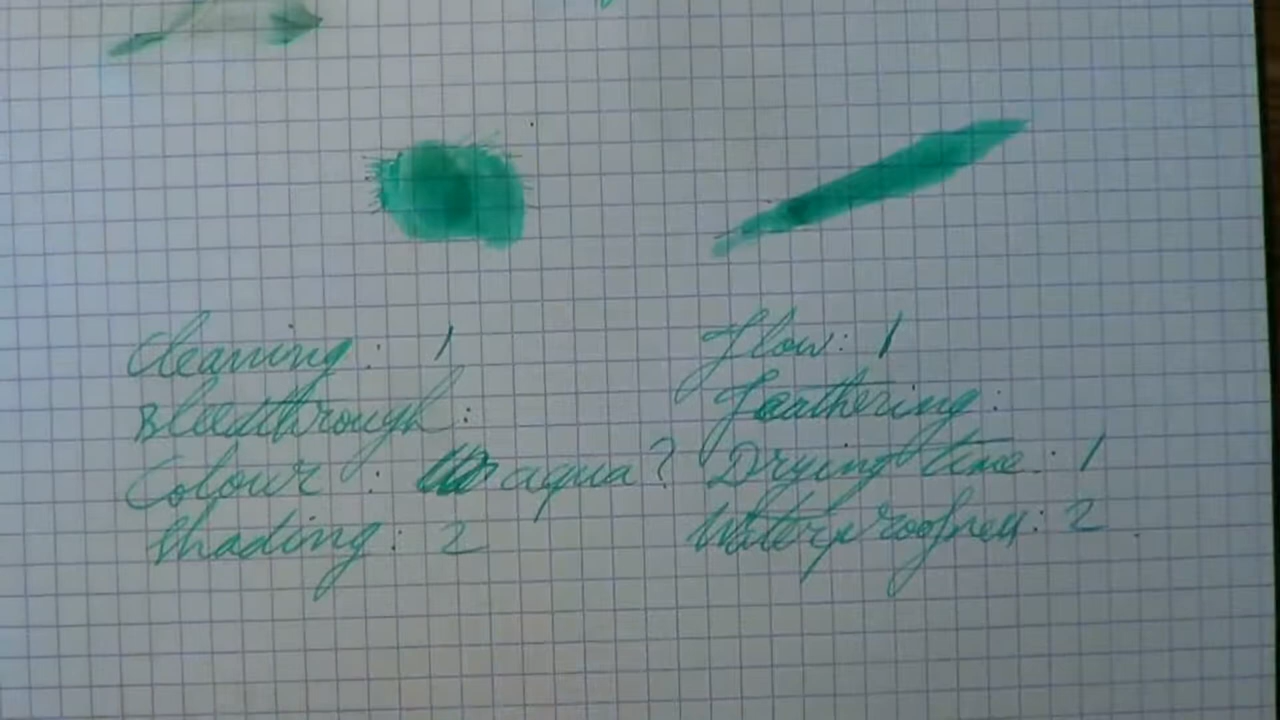 Cleaning: 1
Flow: 1
Bleedthrough:
Feathering:
Colour: aqua?
Drying time: 1
Shading: 2
Waterproofness: 2